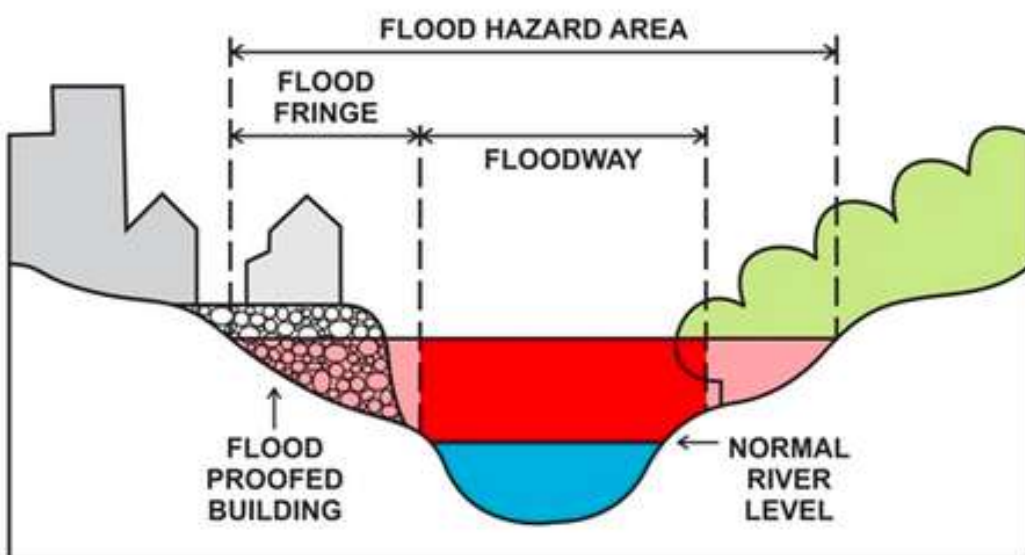 FLOOD HAZARD AREA
FLOOD
FRINGE
FLOODWAY
FLOOD
PROOFED
BUILDING
NORMAL
RIVER
LEVEL